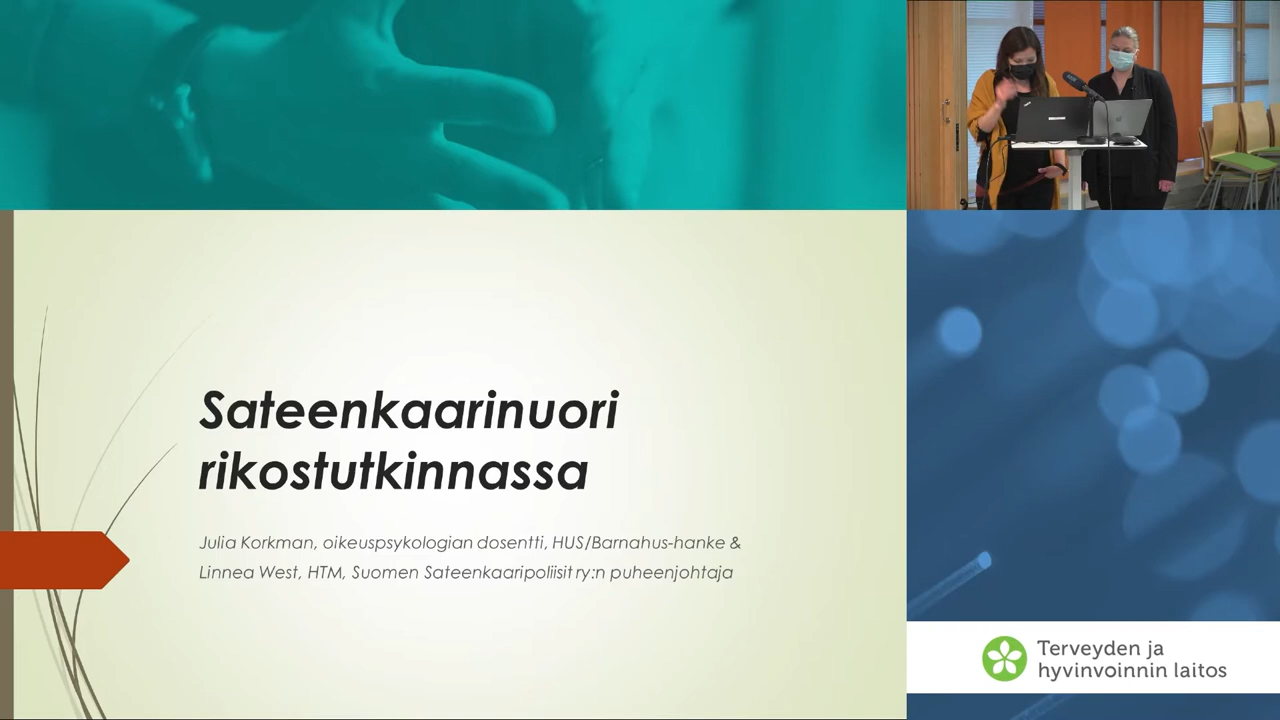 Sateenkaarinuori
rikostutkinnassa
Julia Korkman, oikeuspsykologian dosentti, HUS/Barnahus-hanke &
Linnea West, HTM, Suomen Sateenkaaripoliisit ry:n puheenjohtaja
Terveyden ja
hyvinvoinnin laitos